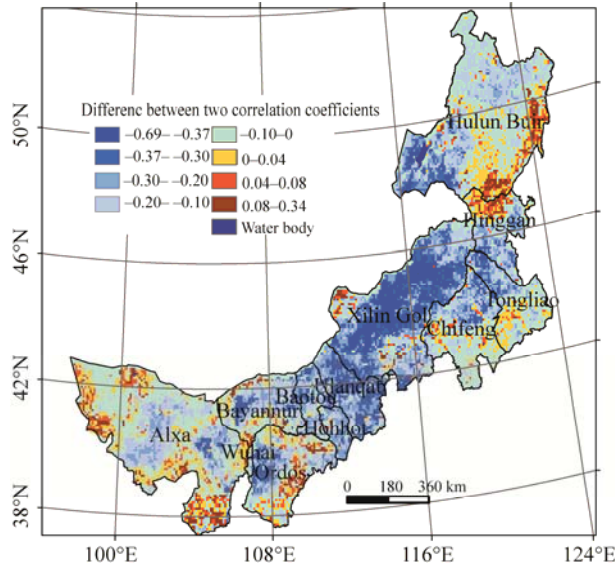 50°N
46°N
42°N
38°N
Differenc between two correlation coefficients
−0.69– −0.37
−0.37– −0.30
−0.30– −0.20
−0.20– −0.10
−0.10–0
0–0.04
0.04–0.08
0.08–0.34
Water body
Hulun Buir
Hinggan
Tongliao
Xilin Gol
Chifeng
Ulanqab
Baotou
Bayannur
Hohhot
Alxa
Wuhai
Ordos
0 180 360 km
100°E 108°E 116°E 124°E